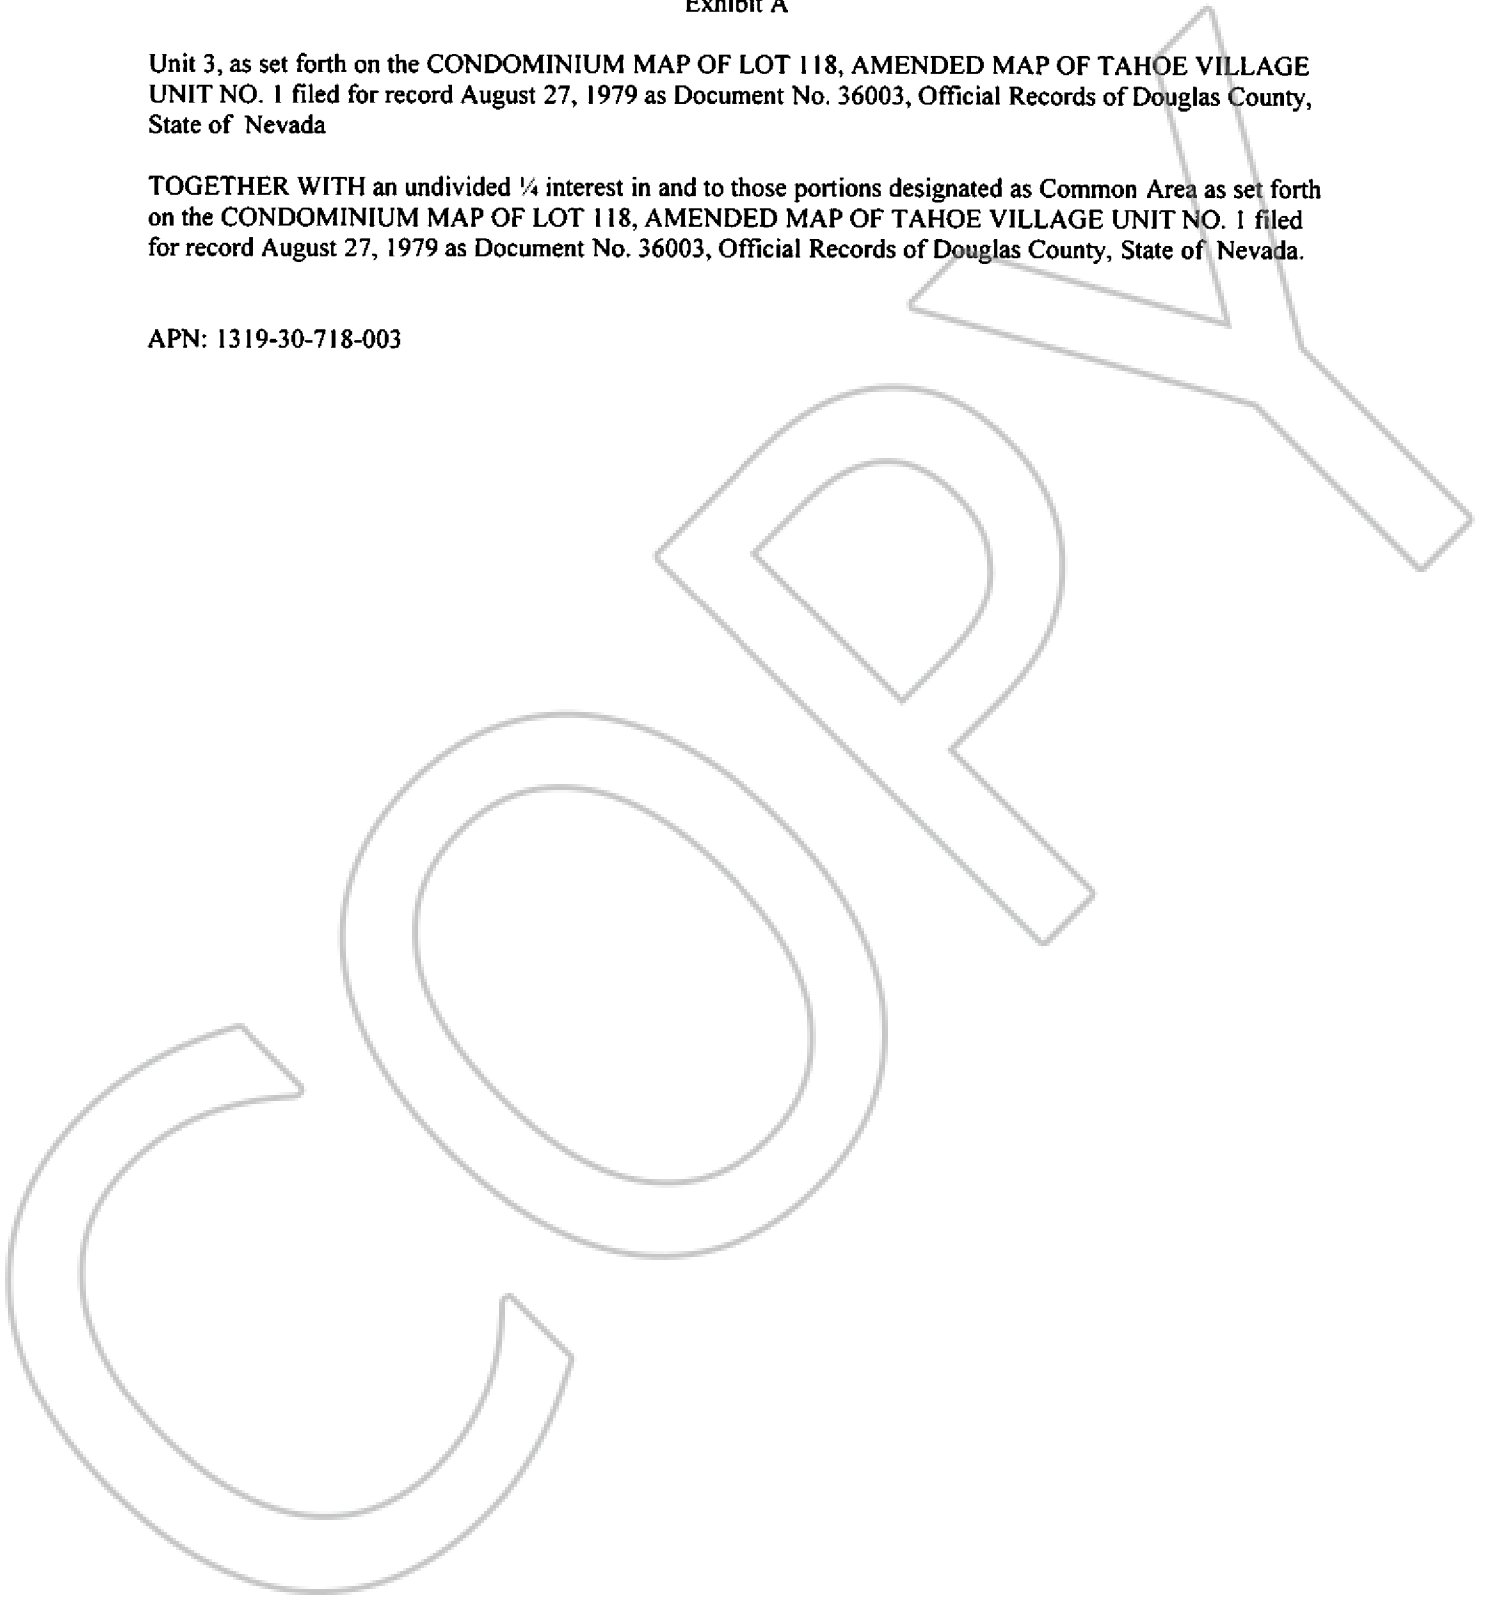 Exhibit A
Unit 3, as set forth on the CONDOMINIUM MAP OF LOT 118, AMENDED MAP OF TAHOE VILLAGE
UNIT NO. 1 filed for record August 27, 1979 as Document No. 36003, Official Records of Douglas County,
State of Nevada
TOGETHER WITH an undivided ¼ interest in and to those portions designated as Common Area as set forth
on the CONDOMINIUM MAP OF LOT 118, AMENDED MAP OF TAHOE VILLAGE UNIT NO. 1 filed
for record August 27, 1979 as Document No. 36003, Official Records of Douglas County, State of Nevada.
APN: 1319-30-718-003
COPY